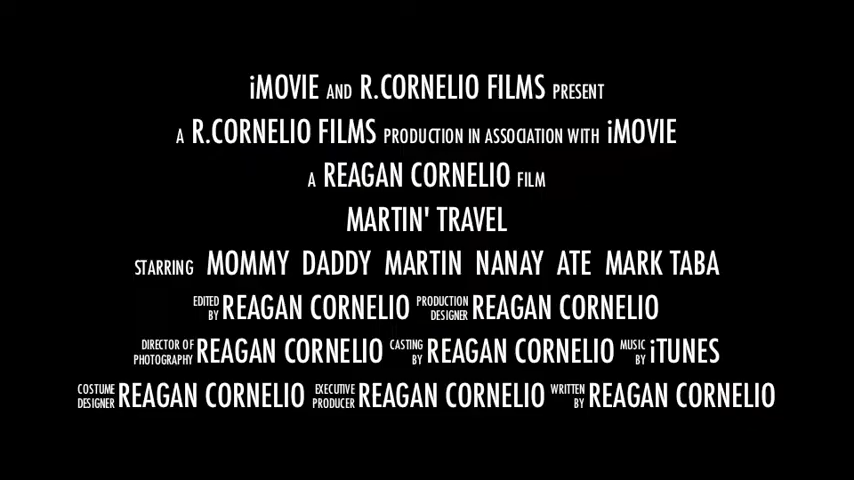 iMOVIE AND R.CORNELIO FILMS PRESENT
A R.CORNELIO FILMS PRODUCTION IN ASSOCIATION WITH iMOVIE
A REAGAN CORNELIO FILM
MARTIN' TRAVEL
STARRING MOMMY DADDY MARTIN NANAY ATE MARK TABA
EDITED BY REAGAN CORNELIO PRODUCTION DESIGNER REAGAN CORNELIO
DIRECTOR OF PHOTOGRAPHY REAGAN CORNELIO CASTING BY REAGAN CORNELIO MUSIC BY iTUNES
COSTUME DESIGNER REAGAN CORNELIO EXECUTIVE PRODUCER REAGAN CORNELIO WRITTEN BY REAGAN CORNELIO